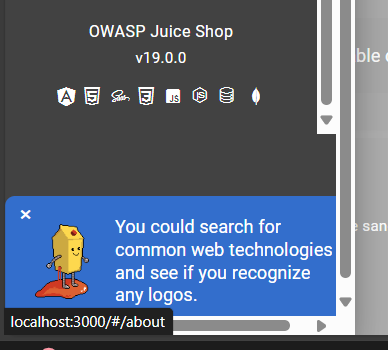 OWASP Juice Shop
v19.0.0
JS
ble
You could search for
common web technologies
and see if you recognize
any logos.
e san
localhost:3000/#/about